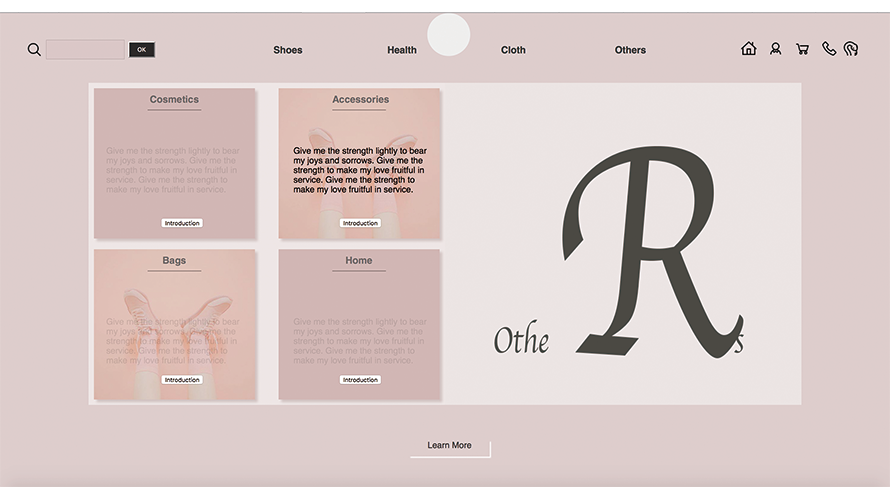 OK
Shoes
Health
Cloth
Others
Cosmetics
Give me the strength lightly to bear
my joys and sorrows. Give me the
strength to make my love fruitful in
service. Give me the strength to
make my love fruitful in service.
Introduction
Accessories
Give me the strength lightly to bear
my joys and sorrows. Give me the
strength to make my love fruitful in
service. Give me the strength to
make my love fruitful in service.
Introduction
Bags
Give me the strength lightly to bear
my joys and sorrows. Give me the
strength to make my love fruitful in
service. Give me the strength to
make my love fruitful in service.
Introduction
Home
Give me the strength lightly to bear
my joys and sorrows. Give me the
strength to make my love fruitful in
service. Give me the strength to
make my love fruitful in service.
Introduction
Othe R s
Learn More